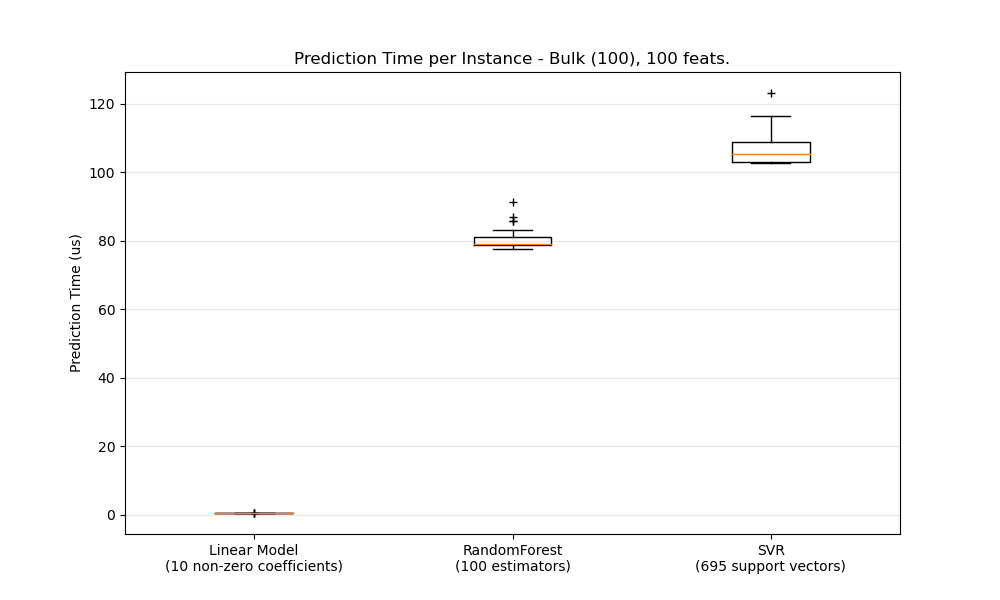 Prediction Time per Instance - Bulk (100), 100 feats.
Prediction Time (us)
120
100
80
60
40
20
0
Linear Model
(10 non-zero coefficients)
RandomForest
(100 estimators)
SVR
(695 support vectors)